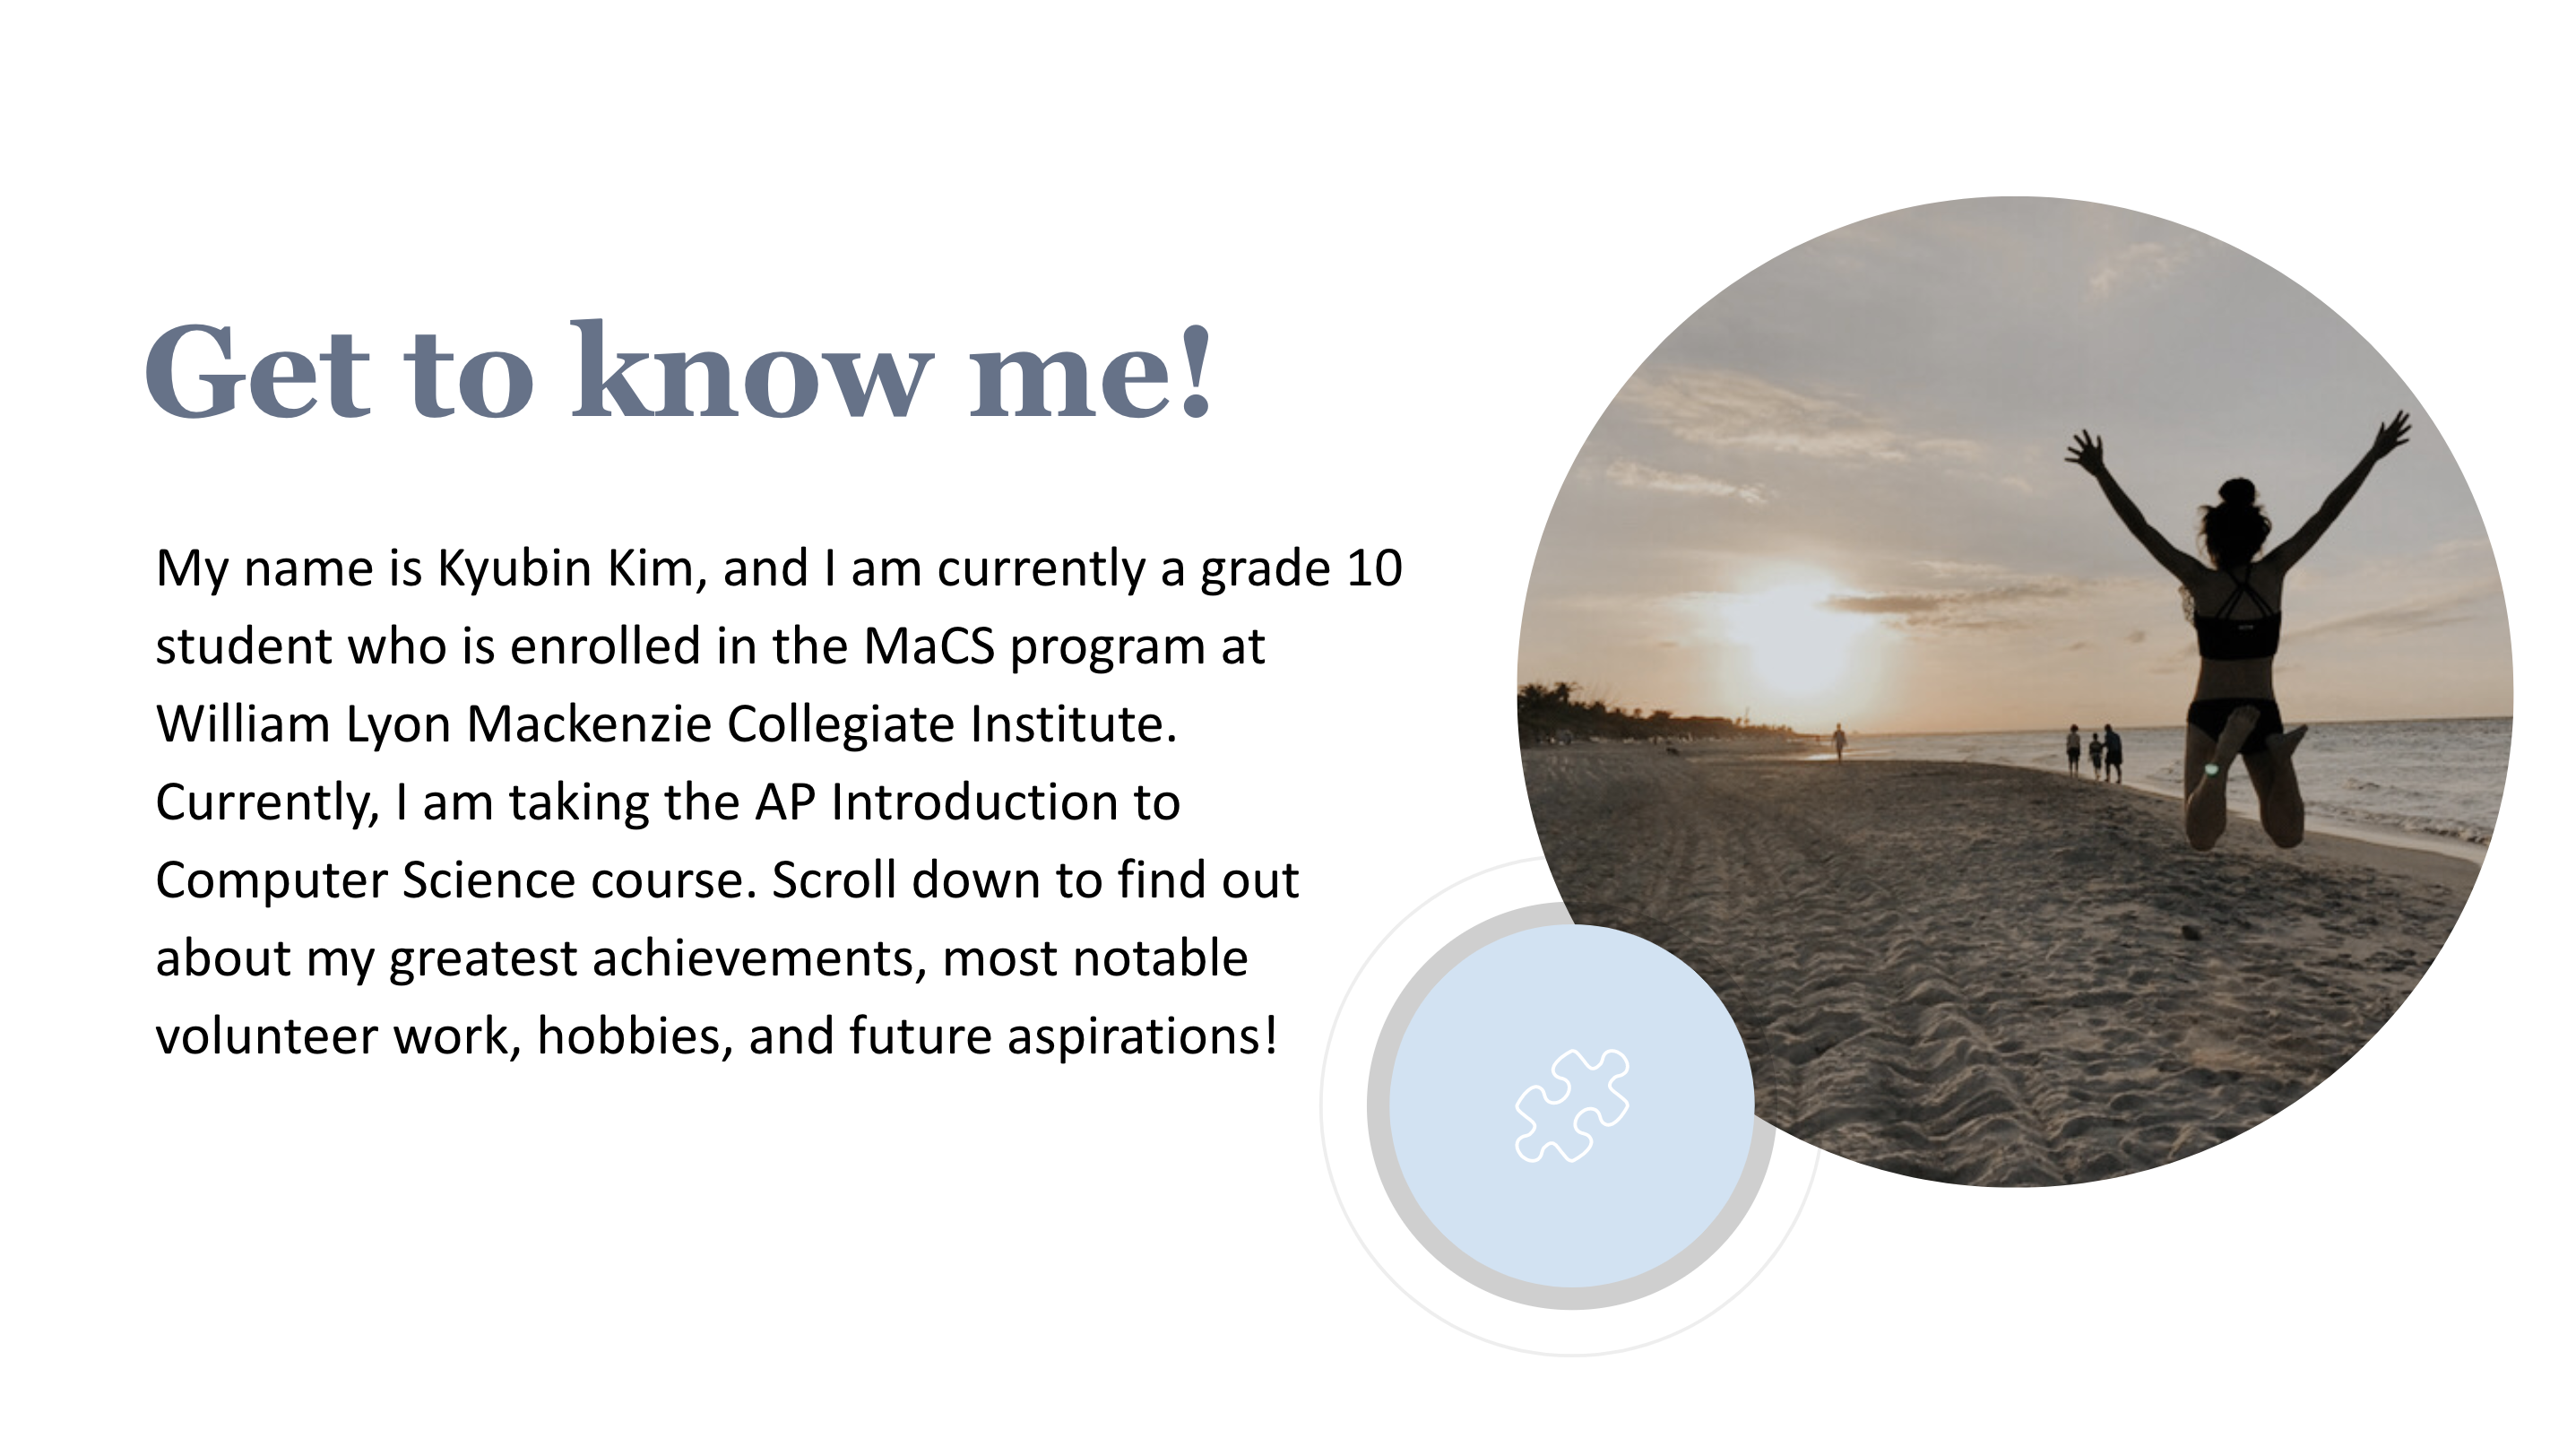 Get to know me!
My name is Kyubin Kim, and I am currently a grade 10
student who is enrolled in the MaCS program at
William Lyon Mackenzie Collegiate Institute.
Currently, I am taking the AP Introduction to
Computer Science course. Scroll down to find out
about my greatest achievements, most notable
volunteer work, hobbies, and future aspirations!